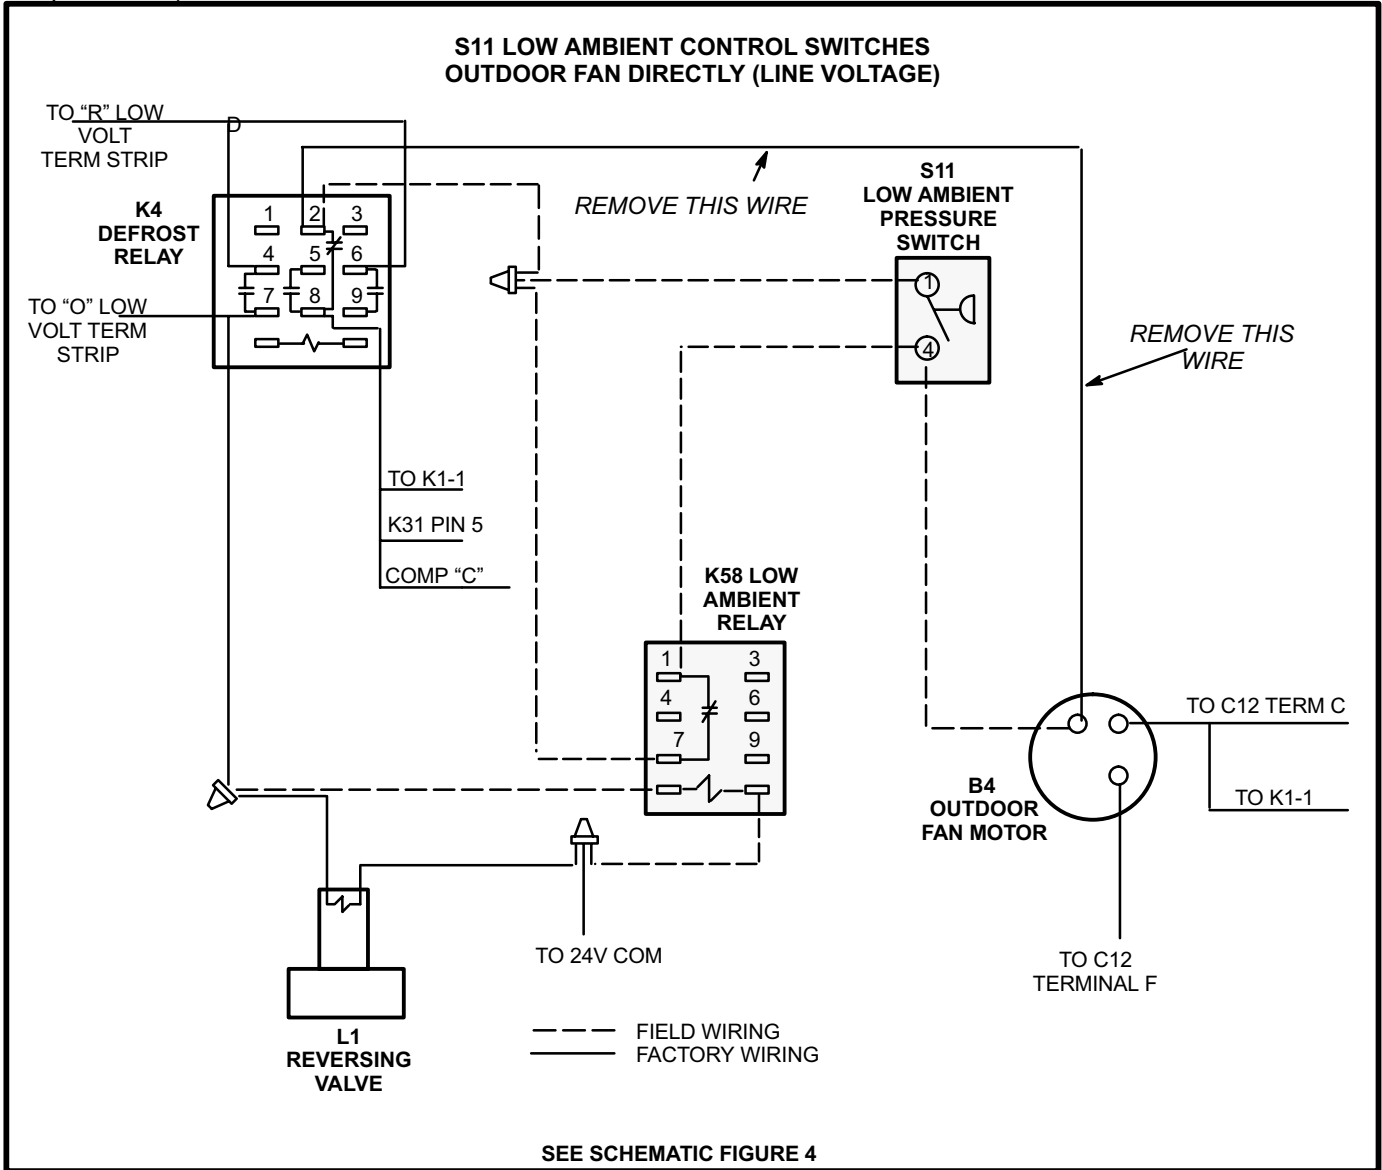 S11 LOW AMBIENT CONTROL SWITCHES
OUTDOOR FAN DIRECTLY (LINE VOLTAGE)
TO “R” LOW
VOLT
TERM STRIP
D
K4
DEFROST
RELAY
1 2 3
4 5 6
7 8 9
TO “O” LOW
VOLT TERM
STRIP
REMOVE THIS WIRE
S11
LOW AMBIENT
PRESSURE
SWITCH
1
4
REMOVE THIS
WIRE
TO K1-1
K31 PIN 5
COMP “C”
K58 LOW
AMBIENT
RELAY
1 3
4 6
7 9
TO C12 TERM C
TO K1-1
B4
OUTDOOR
FAN MOTOR
TO 24V COM
TO C12
TERMINAL F
L1
REVERSING
VALVE
FIELD WIRING
FACTORY WIRING
SEE SCHEMATIC FIGURE 4